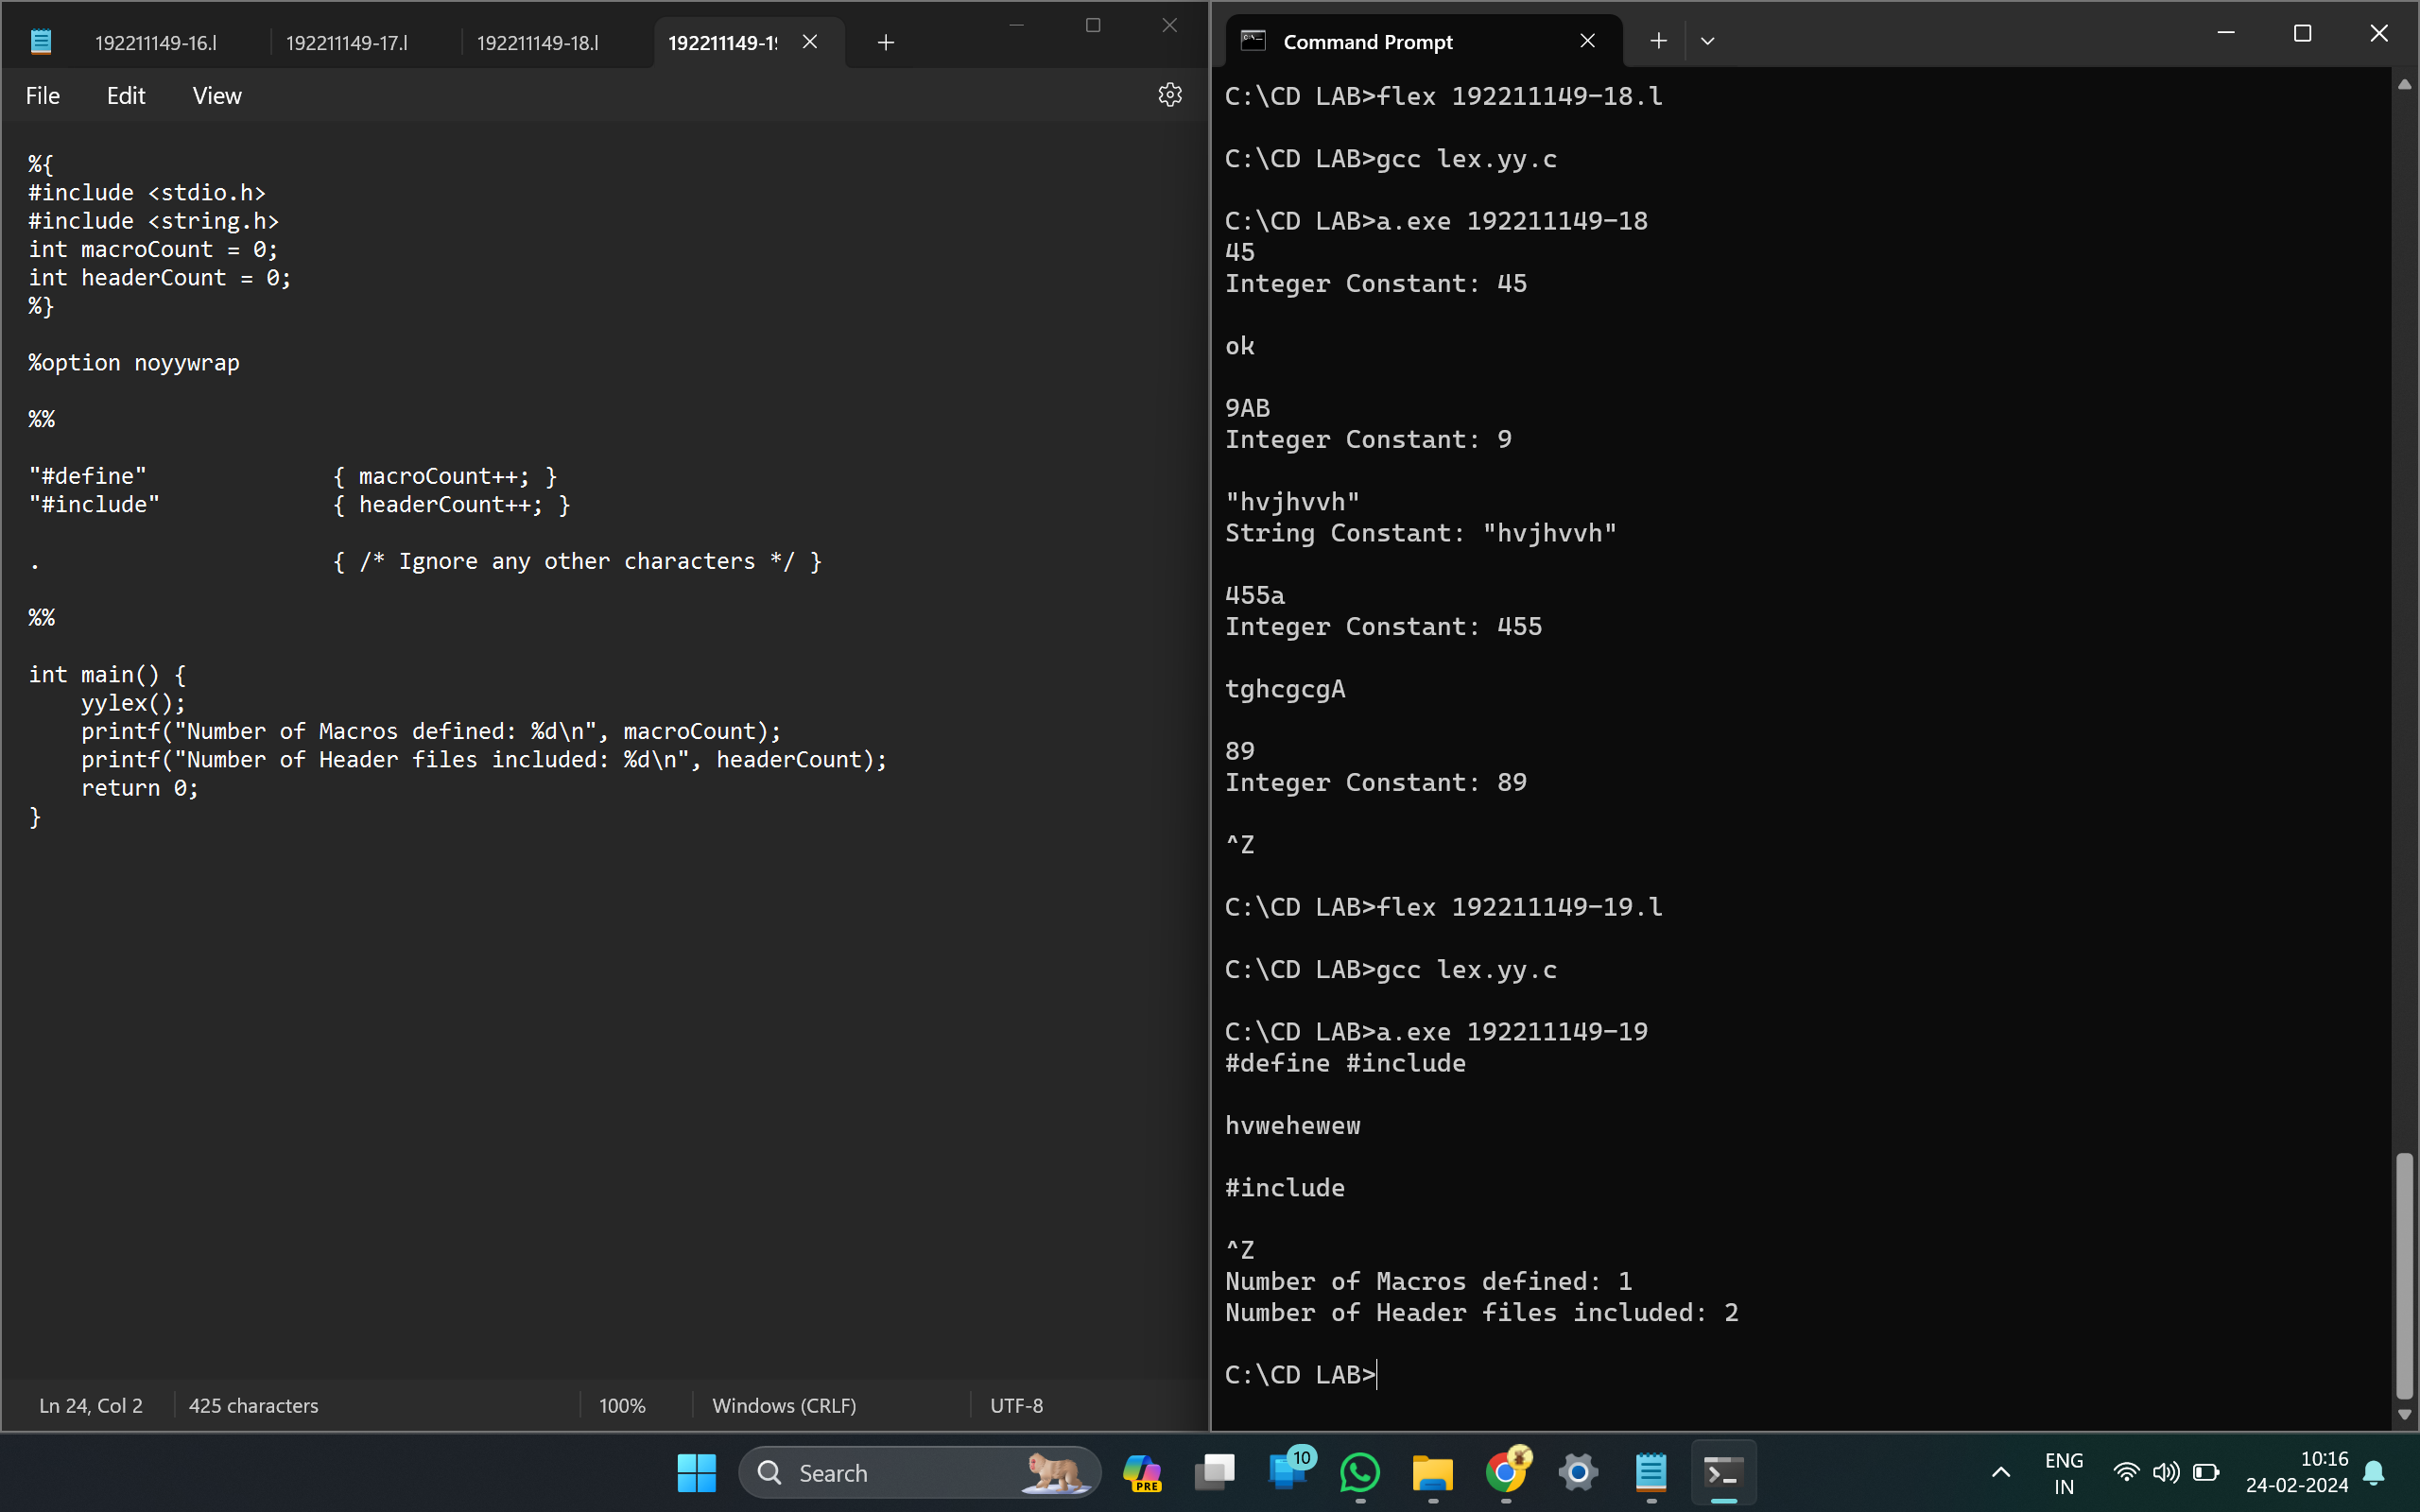 192211149-16.l 192211149-17.l 192211149-18.l 192211149-19
File Edit View
%{
#include <stdio.h>
#include <string.h>
int macroCount = 0;
int headerCount = 0;
%}
%option noyywrap
%%
"#define" { macroCount++; }
"#include" { headerCount++; }
. { /* Ignore any other characters */ }
%%
int main() {
yylex();
printf("Number of Macros defined: %d\n", macroCount);
printf("Number of Header files included: %d\n", headerCount);
return 0;
}
Ln 24, Col 2 425 characters 100% Windows (CRLF) UTF-8
Command Prompt
C:\CD LAB>flex 192211149-18.l
C:\CD LAB>gcc lex.yy.c
C:\CD LAB>a.exe 192211149-18
45
Integer Constant: 45
ok
9AB
Integer Constant: 9
"hvjhvvh"
String Constant: "hvjhvvh"
455a
Integer Constant: 455
tghcgcgA
89
Integer Constant: 89
^Z
C:\CD LAB>flex 192211149-19.l
C:\CD LAB>gcc lex.yy.c
C:\CD LAB>a.exe 192211149-19
#define #include
hvwehewew
#include
^Z
Number of Macros defined: 1
Number of Header files included: 2
C:\CD LAB>
Search PRE 10 ENG 10:16
IN 24-02-2024